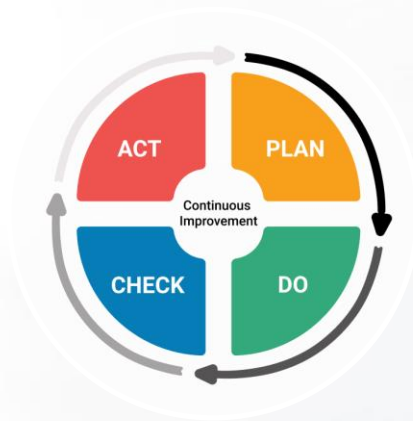 ACT
PLAN
Continuous
Improvement
CHECK
DO